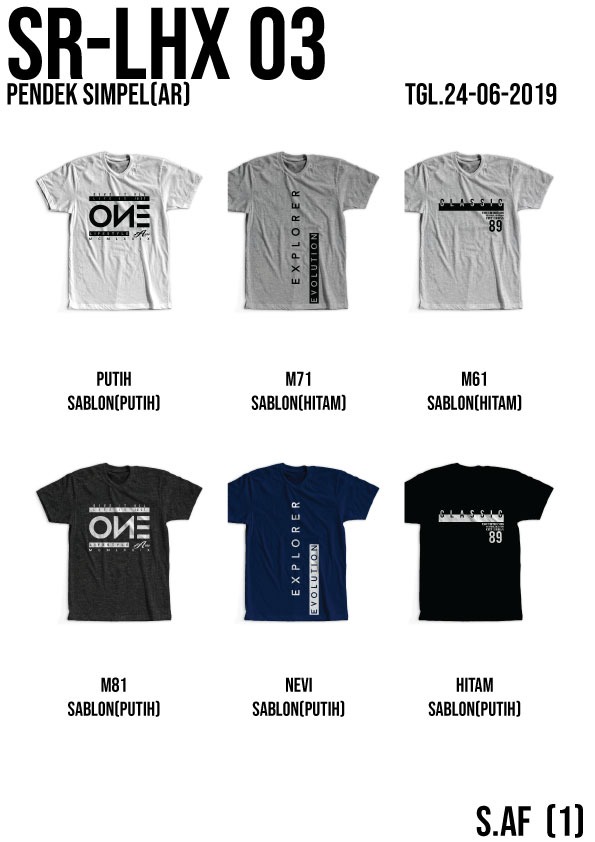 SR-LHX 03
PENDEK SIMPEL(AR)
TGL.24-06-2019
ONE
LIFESTYLE
EXPLORER
EVOLUTION
CLASSIC
89
PUTIH
SABLON(PUTIH)
M71
SABLON(HITAM)
M61
SABLON(HITAM)
ONE
LIFESTYLE
EXPLORER
EVOLUTION
CLASSIC
89
M81
SABLON(PUTIH)
NEVI
SABLON(PUTIH)
HITAM
SABLON(PUTIH)
S.AF (1)